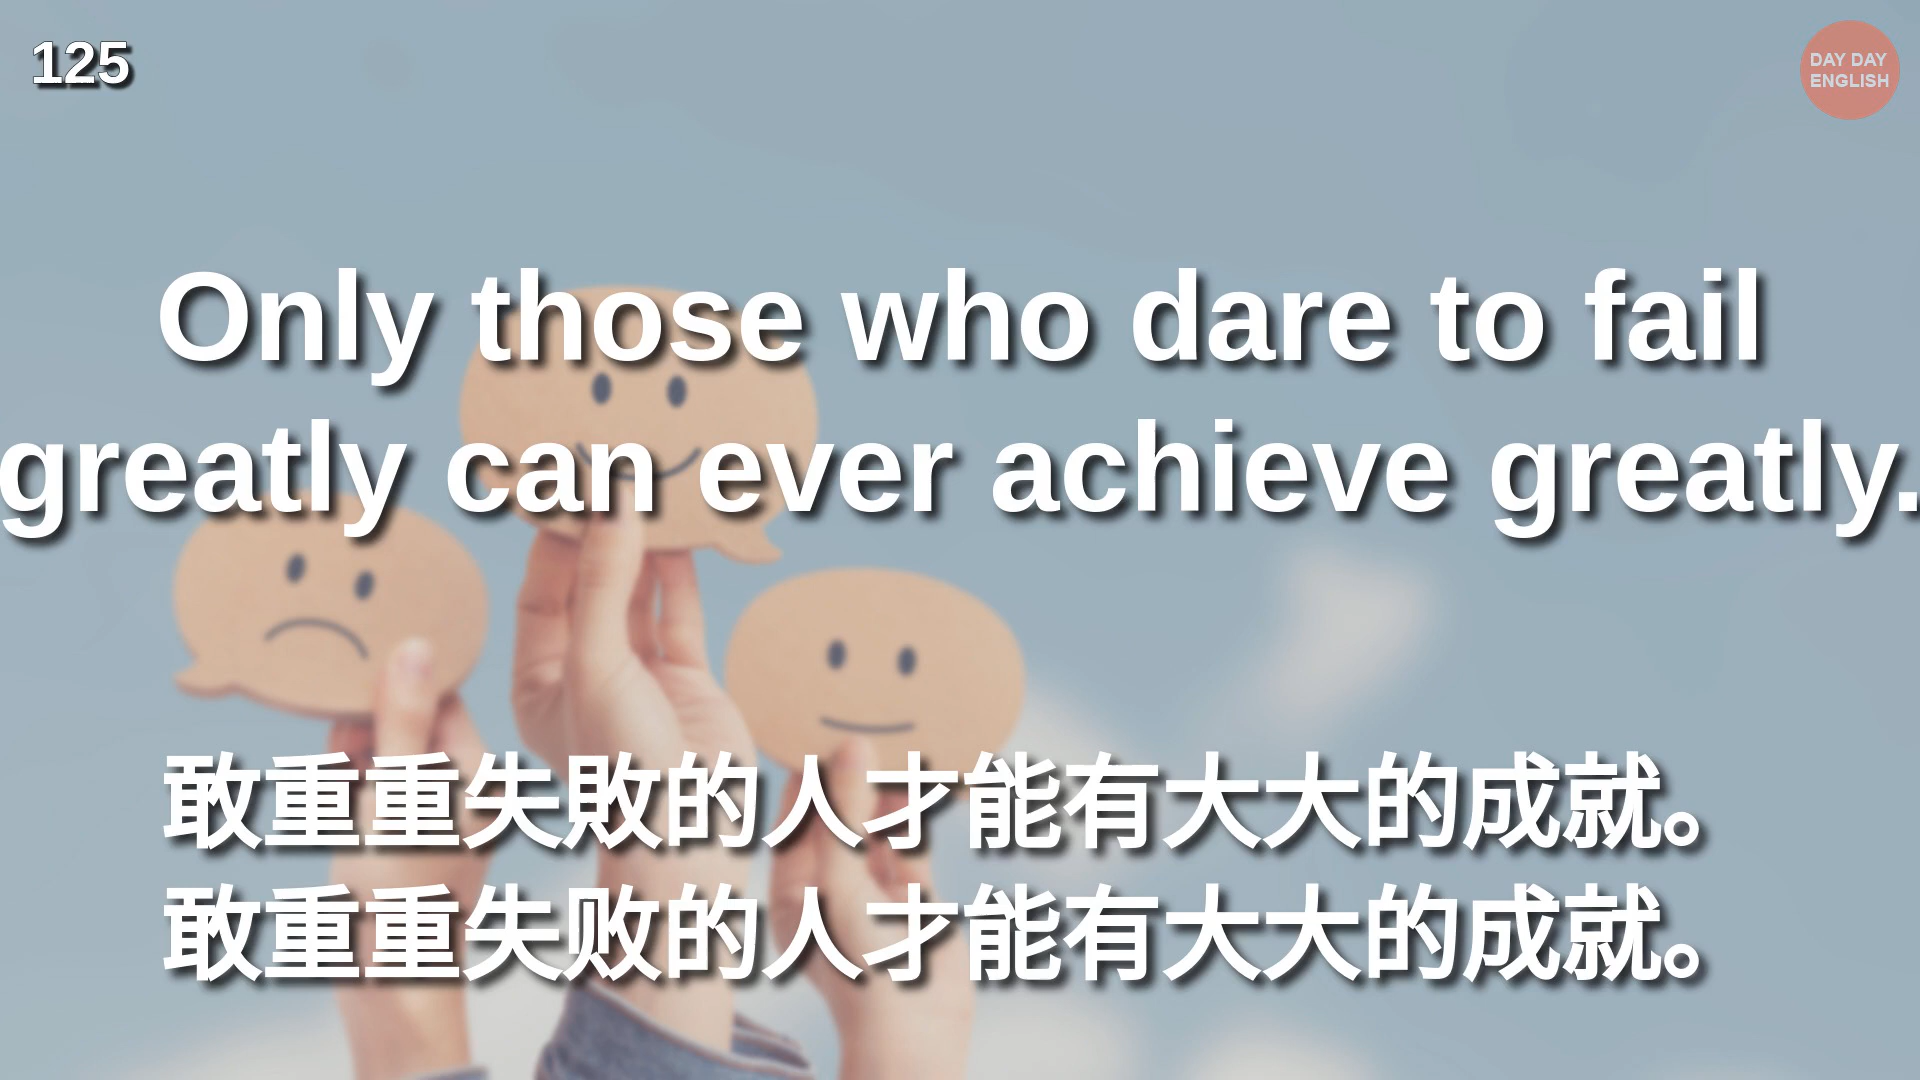 125
DAY DAY
ENGLISH
Only those who dare to fail
greatly can ever achieve greatly.
敢重重失敗的人才能有大大的成就。
敢重重失败的人才能有大大的成就。